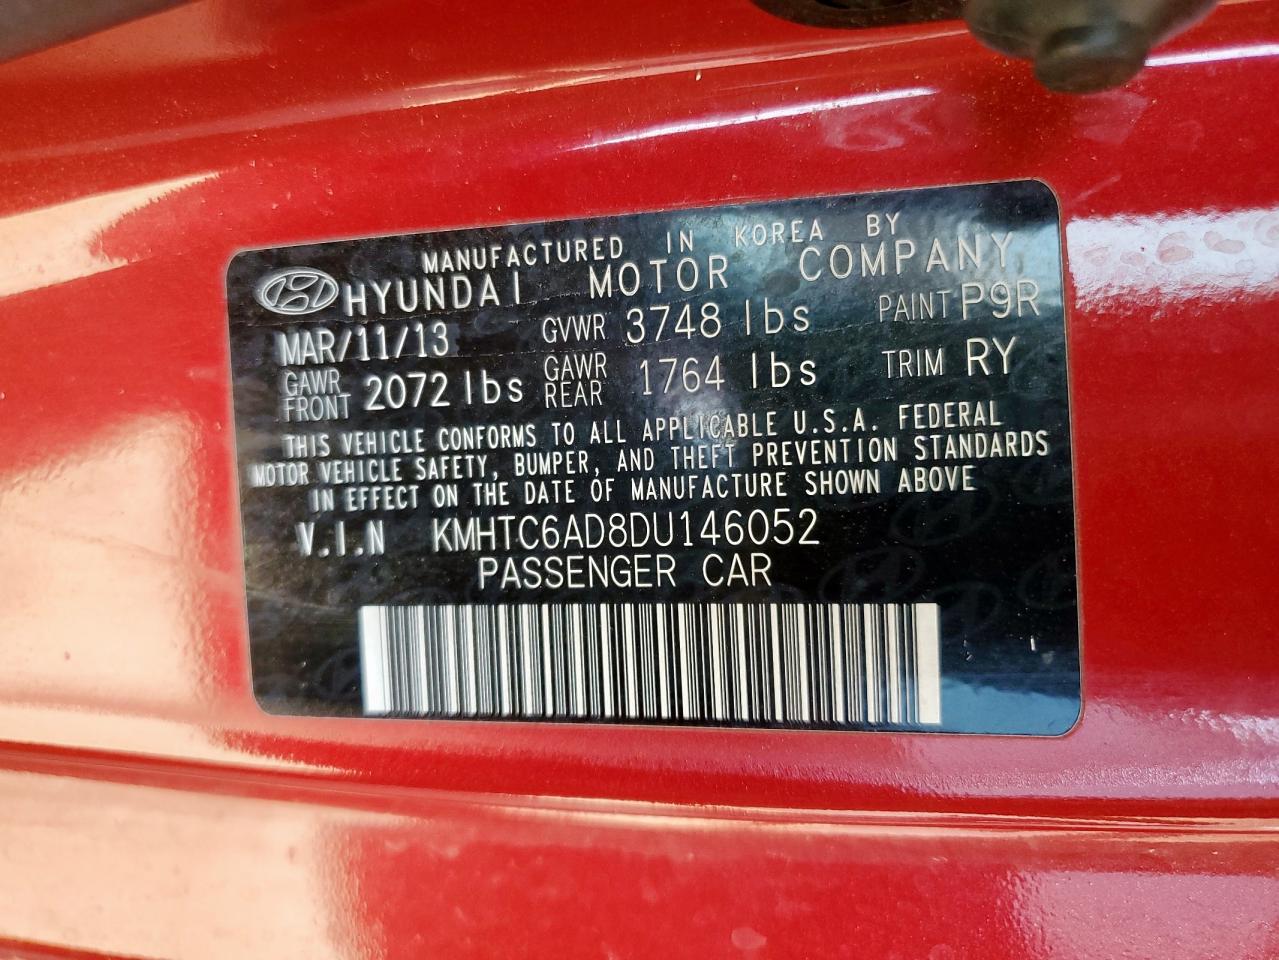 MANUFACTURED IN KOREA BY
HYUNDAI MOTOR COMPANY
MAR/11/13 GVWR 3748 lbs PAINT P9R
GAWR FRONT 2072 lbs GAWR REAR 1764 lbs TRIM RY
THIS VEHICLE CONFORMS TO ALL APPLICABLE U.S.A. FEDERAL
MOTOR VEHICLE SAFETY, BUMPER, AND THEFT PREVENTION STANDARDS
IN EFFECT ON THE DATE OF MANUFACTURE SHOWN ABOVE
V.I.N KMHTC6AD8DU146052
PASSENGER CAR